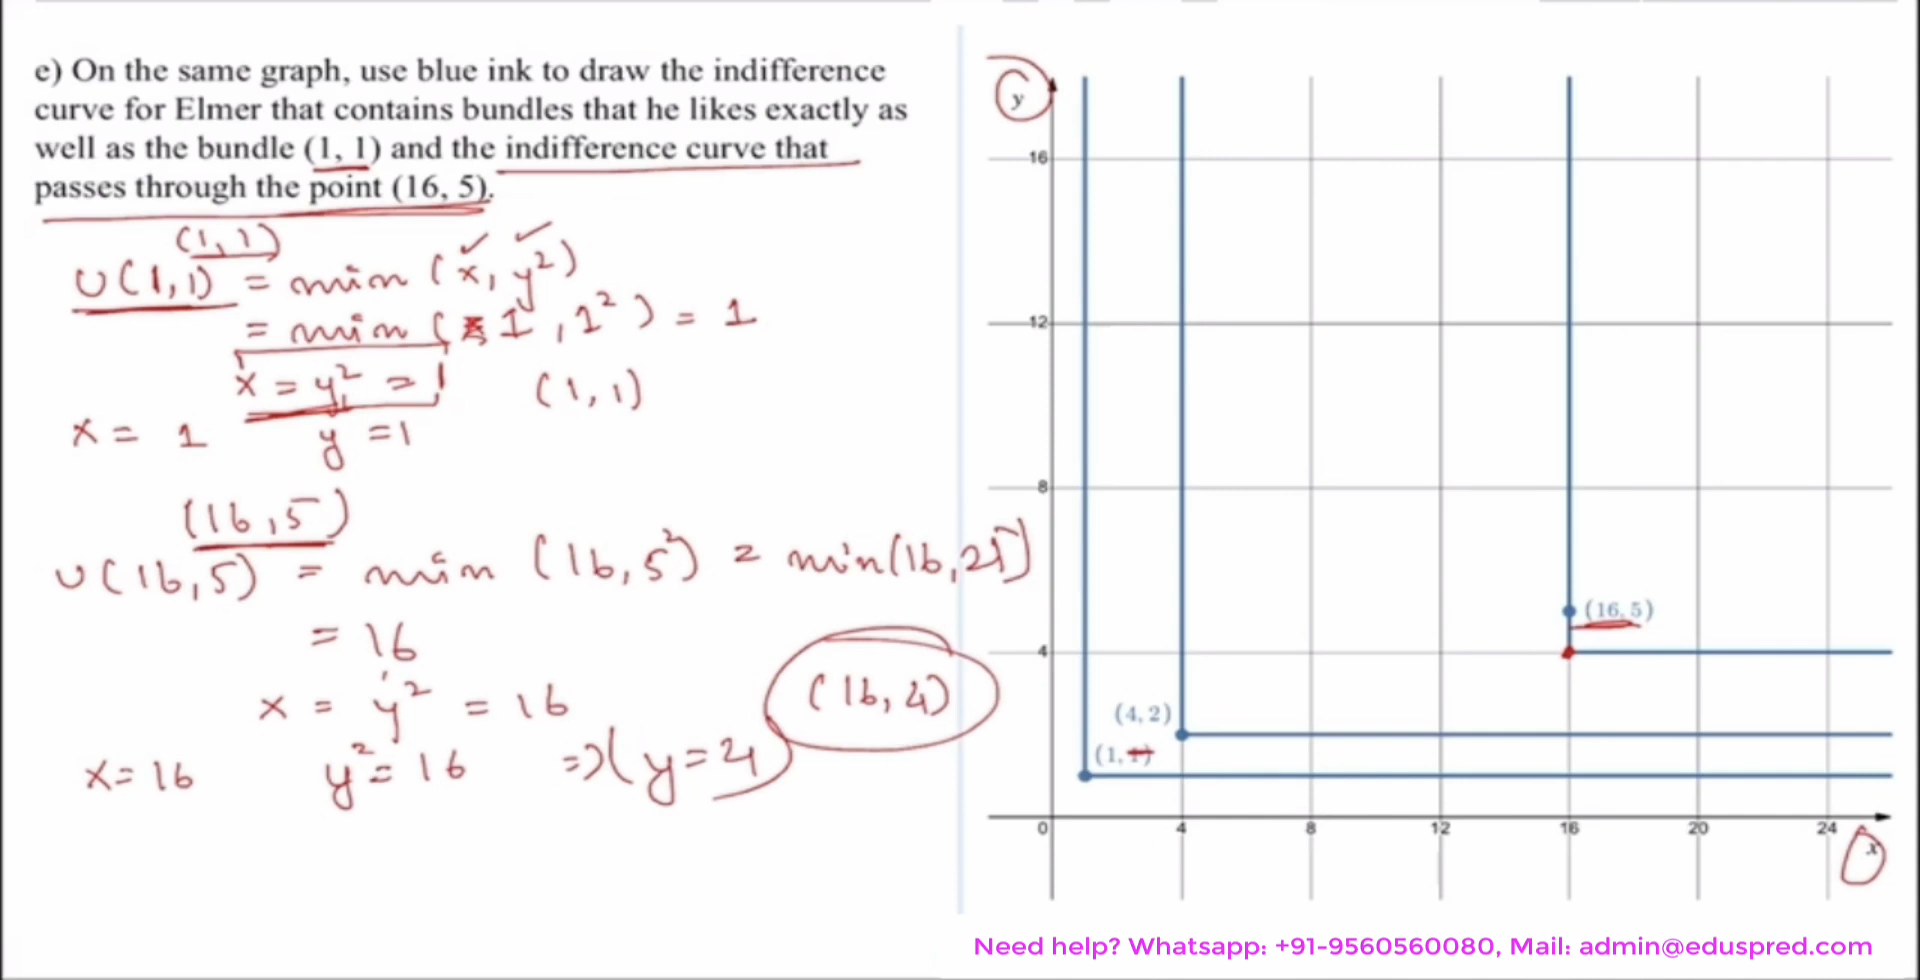 e) On the same graph, use blue ink to draw the indifference
curve for Elmer that contains bundles that he likes exactly as
well as the bundle (1, 1) and the indifference curve that
passes through the point (16, 5).
(1, 1)
U(1, 1) = min (x, y²)
= min ( 1, 1²) = 1
x = y² = 1
(1, 1)
x = 1
y = 1
(16, 5)
U(16, 5) = min (16, 5²) = min(16, 25)
= 16
x = y² = 16
(16, 4)
x = 16
y² = 16 => (y = 4)
y
16
12
8
4
(16, 5)
(4, 2)
(1, 1)
0 4 8 12 16 20 24
x
Need help? Whatsapp: +91-9560560080, Mail: admin@eduspred.com